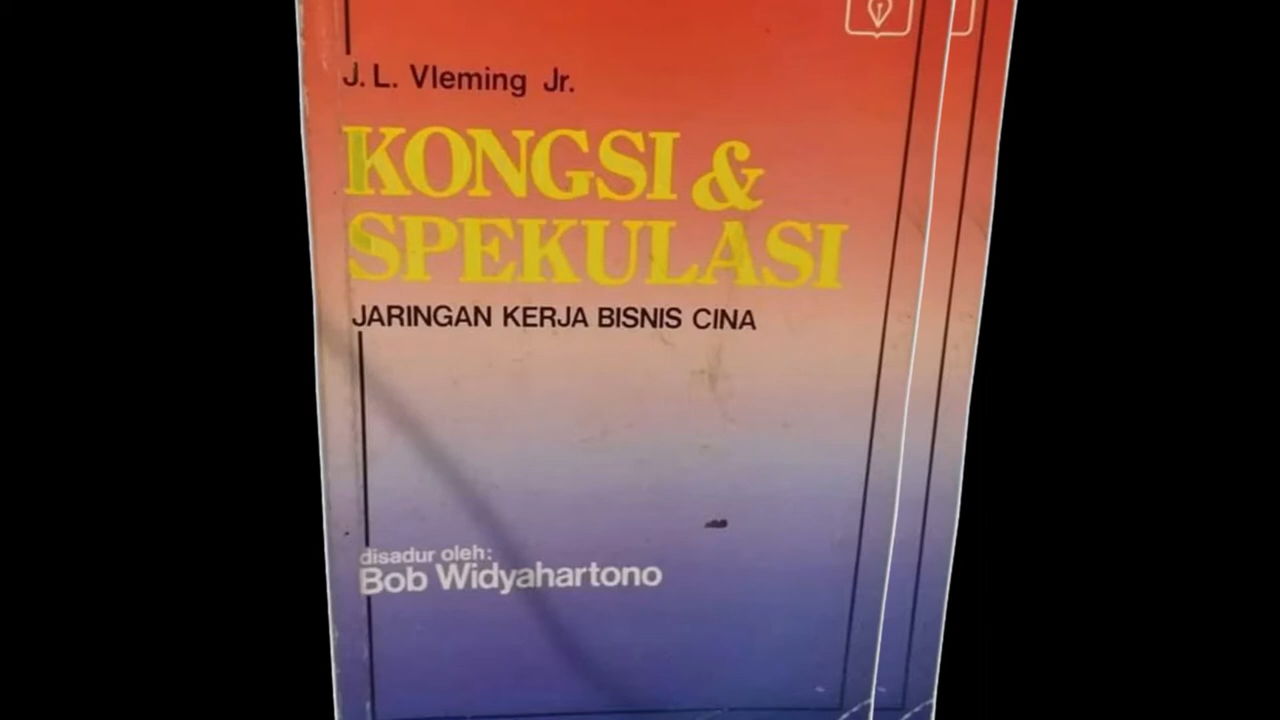 J. L. Vleming Jr.
KONGSI &
SPEKULASI
JARINGAN KERJA BISNIS CINA
disadur oleh:
Bob Widyahartono